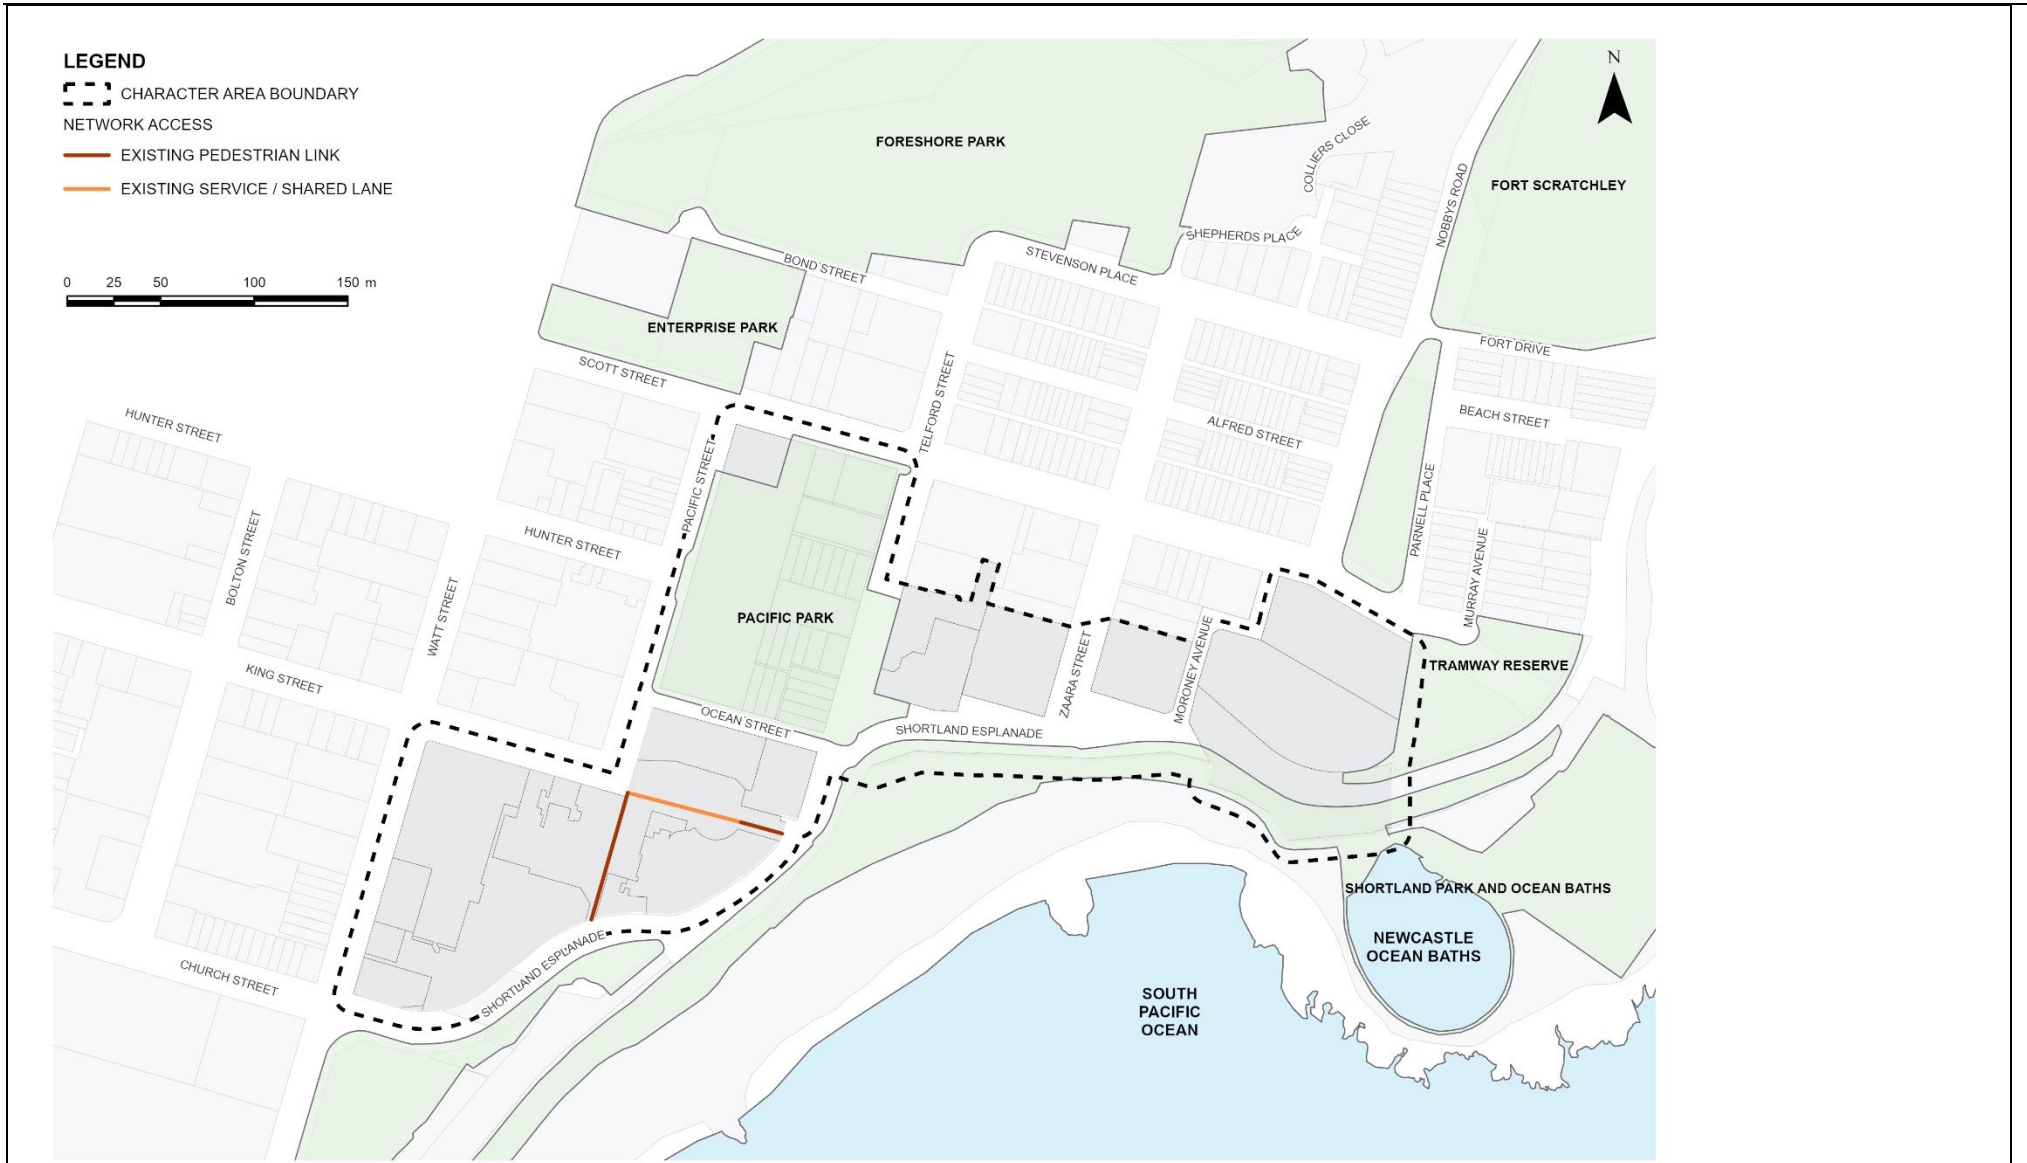 LEGEND
CHARACTER AREA BOUNDARY
NETWORK ACCESS
EXISTING PEDESTRIAN LINK
EXISTING SERVICE / SHARED LANE
0 25 50 100 150 m
N
FORESHORE PARK
COLLIERS CLOSE
FORT SCRATCHLEY
NOBBYS ROAD
SHEPHERDS PLACE
STEVENSON PLACE
BOND STREET
ENTERPRISE PARK
FORT DRIVE
SCOTT STREET
TELFORD STREET
BEACH STREET
HUNTER STREET
ALFRED STREET
PACIFIC STREET
PARNELL PLACE
HUNTER STREET
BOLTON STREET
MURRAY AVENUE
WATT STREET
PACIFIC PARK
TRAMWAY RESERVE
KING STREET
ZAARA STREET
MORONEY AVENUE
OCEAN STREET
SHORTLAND ESPLANADE
SHORTLAND PARK AND OCEAN BATHS
NEWCASTLE
OCEAN BATHS
SHORTLAND ESPLANADE
CHURCH STREET
SOUTH
PACIFIC
OCEAN